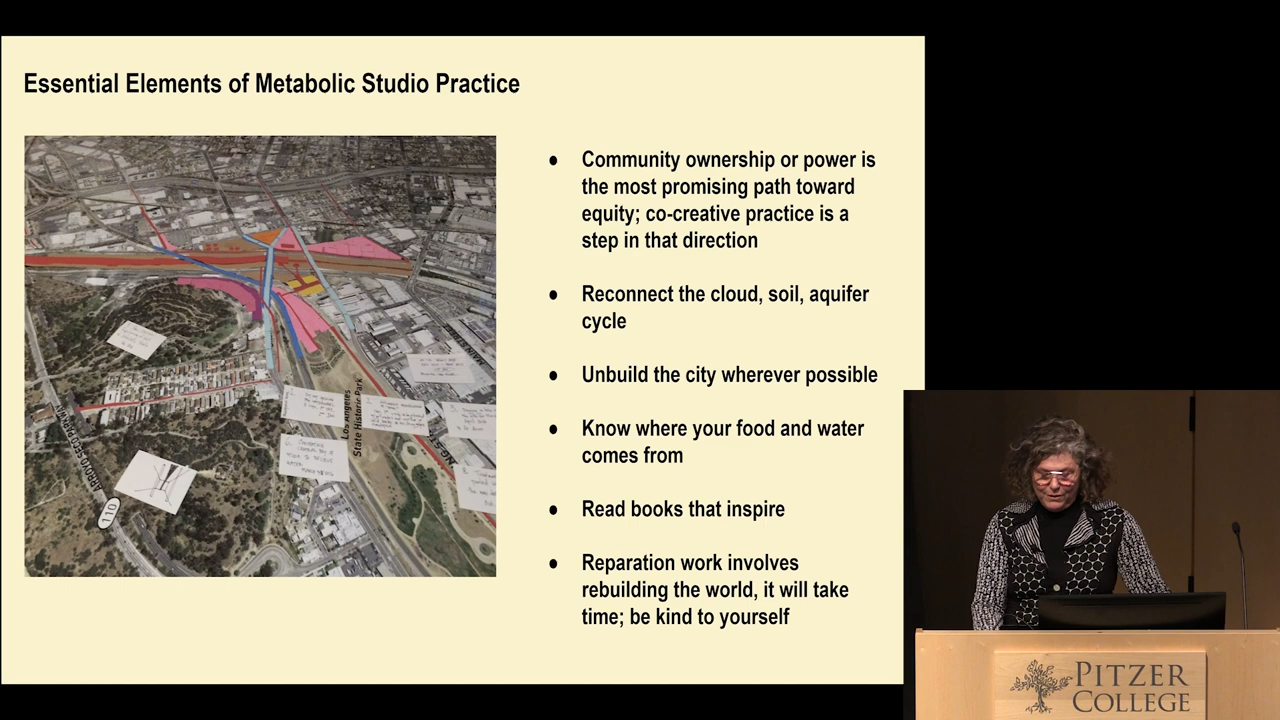 Essential Elements of Metabolic Studio Practice
● Community ownership or power is
the most promising path toward
equity; co-creative practice is a
step in that direction
● Reconnect the cloud, soil, aquifer
cycle
● Unbuild the city wherever possible
● Know where your food and water
comes from
● Read books that inspire
● Reparation work involves
rebuilding the world, it will take
time; be kind to yourself
Los Angeles
State Historic Park
MAIN
110
PITZER
COLLEGE